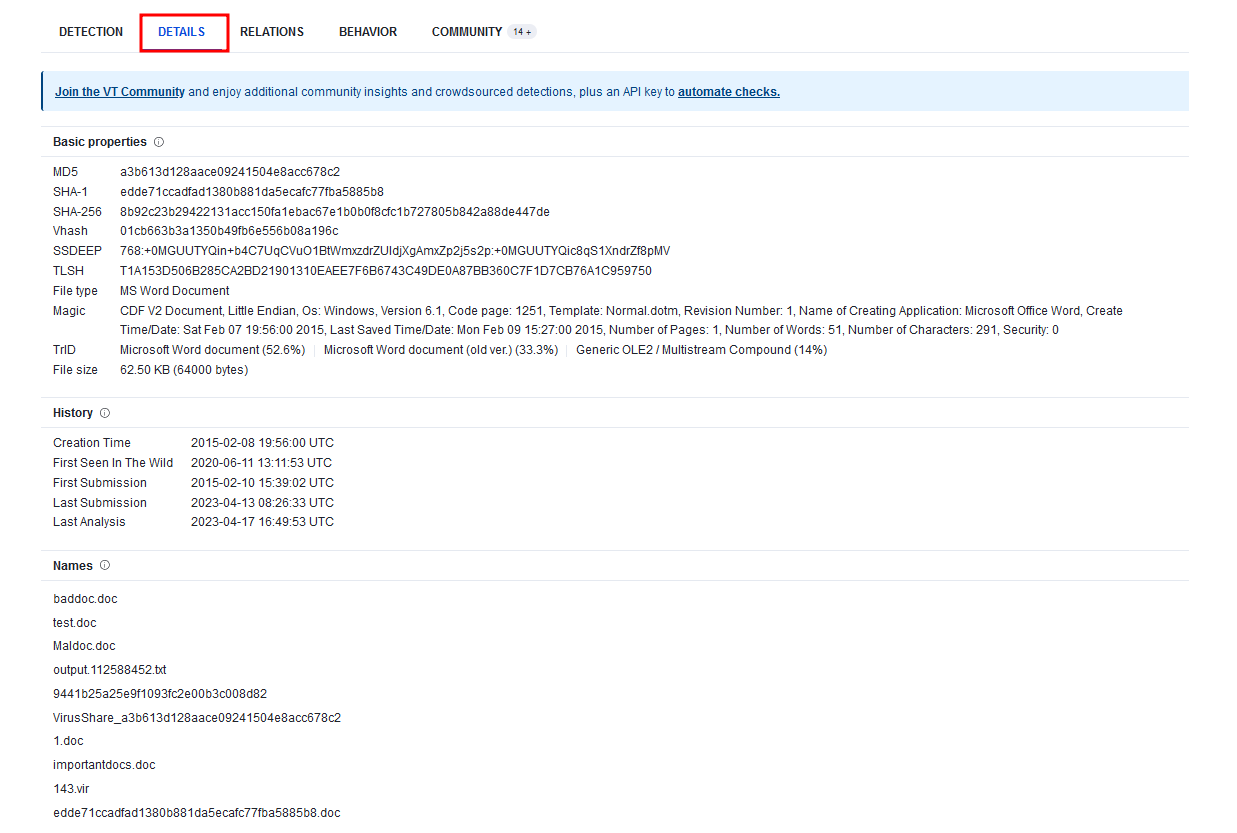 DETECTION DETAILS RELATIONS BEHAVIOR COMMUNITY 14 +
Join the VT Community and enjoy additional community insights and crowdsourced detections, plus an API key to automate checks.
Basic properties
MD5 a3b613d128aace09241504e8acc678c2
SHA-1 edde71ccadfad1380b881da5ecafc77fba5885b8
SHA-256 8b92c23b29422131acc150fa1ebac67e1b0b0f8cfc1b727805b842a88de447de
Vhash 01cb663b3a1350b49fb6e556b08a196c
SSDEEP 768:+0MGUUTYQin+b4C7UqCVuO1BtWmxzdrZUIdjXgAmxZp2j5s2p:+0MGUUTYQic8qS1XndrZf8pMV
TLSH T1A153D506B285CA2BD21901310EAEE7F6B6743C49DE0A87BB360C7F1D7CB76A1C959750
File type MS Word Document
Magic CDF V2 Document, Little Endian, Os: Windows, Version 6.1, Code page: 1251, Template: Normal.dotm, Revision Number: 1, Name of Creating Application: Microsoft Office Word, Create
Time/Date: Sat Feb 07 19:56:00 2015, Last Saved Time/Date: Mon Feb 09 15:27:00 2015, Number of Pages: 1, Number of Words: 51, Number of Characters: 291, Security: 0
TrID Microsoft Word document (52.6%) Microsoft Word document (old ver.) (33.3%) Generic OLE2 / Multistream Compound (14%)
File size 62.50 KB (64000 bytes)
History
Creation Time 2015-02-08 19:56:00 UTC
First Seen In The Wild 2020-06-11 13:11:53 UTC
First Submission 2015-02-10 15:39:02 UTC
Last Submission 2023-04-13 08:26:33 UTC
Last Analysis 2023-04-17 16:49:53 UTC
Names
baddoc.doc
test.doc
Maldoc.doc
output.112588452.txt
9441b25a25e9f1093fc2e00b3c008d82
VirusShare_a3b613d128aace09241504e8acc678c2
1.doc
importantdocs.doc
143.vir
edde71ccadfad1380b881da5ecafc77fba5885b8.doc